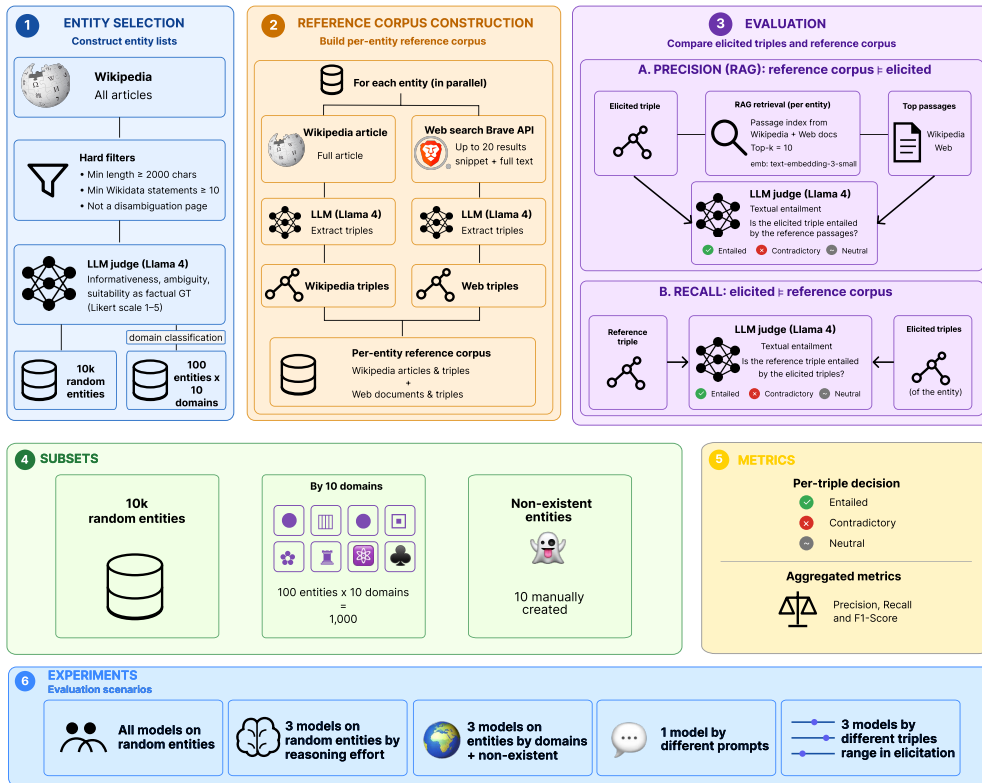 1
ENTITY SELECTION
Construct entity lists
Wikipedia
All articles
Hard filters
• Min length ≥ 2000 chars
• Min Wikidata statements ≥ 10
• Not a disambiguation page
LLM judge (Llama 4)
Informativeness, ambiguity,
suitability as factual GT
(Likert scale 1–5)
domain classification
10k
random
entities
100
entities x
10
domains
2
REFERENCE CORPUS CONSTRUCTION
Build per-entity reference corpus
For each entity (in parallel)
Wikipedia article
Full article
Web search Brave API
Up to 20 results
snippet + full text
LLM (Llama 4)
Extract triples
LLM (Llama 4)
Extract triples
Wikipedia triples
Web triples
Per-entity reference corpus
Wikipedia articles & triples
+
Web documents & triples
3
EVALUATION
Compare elicited triples and reference corpus
A. PRECISION (RAG): reference corpus ⊧ elicited
Elicited triple
RAG retrieval (per entity)
Passage index from
Wikipedia + Web docs
Top-k = 10
emb: text-embedding-3-small
Top passages
Wikipedia
Web
LLM judge (Llama 4)
Textual entailment
Is the elicited triple entailed
by the reference passages?
Entailed
Contradictory
Neutral
B. RECALL: elicited ⊧ reference corpus
Reference
triple
LLM judge (Llama 4)
Textual entailment
Is the reference triple entailed
by the elicited triples?
Entailed
Contradictory
Neutral
Elicited triples
(of the entity)
4
SUBSETS
10k
random entities
By 10 domains
100 entities x 10 domains
=
1,000
Non-existent
entities
10 manually
created
5
METRICS
Per-triple decision
Entailed
Contradictory
Neutral
Aggregated metrics
Precision, Recall
and F1-Score
6
EXPERIMENTS
Evaluation scenarios
All models on
random entities
3 models on
random entities by
reasoning effort
3 models on
entities by domains
+ non-existent
1 model by
different prompts
3 models by
different triples
range in elicitation